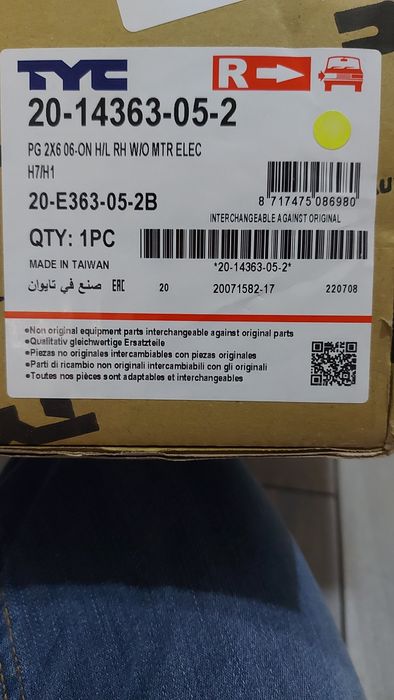 TYC
R
20-14363-05-2
PG 2X6 06-ON H/L RH W/O MTR ELEC
H7/H1
20-E363-05-2B
8 717475 086980
INTERCHANGEABLE AGAINST ORIGINAL
QTY: 1PC
MADE IN TAIWAN
*20-14363-05-2*
صنع في تايوان EAC 20 20071582-17 220708
●Non original equipment parts interchangeable against original parts
●Qualitativ gleichwertige Ersatzteile
●Piezas no originales intercambiables con piezas originales
●Parti di ricambio non originali intercambiabili con gli originali
●Toutes nos pièces sont adaptables et interchangeables